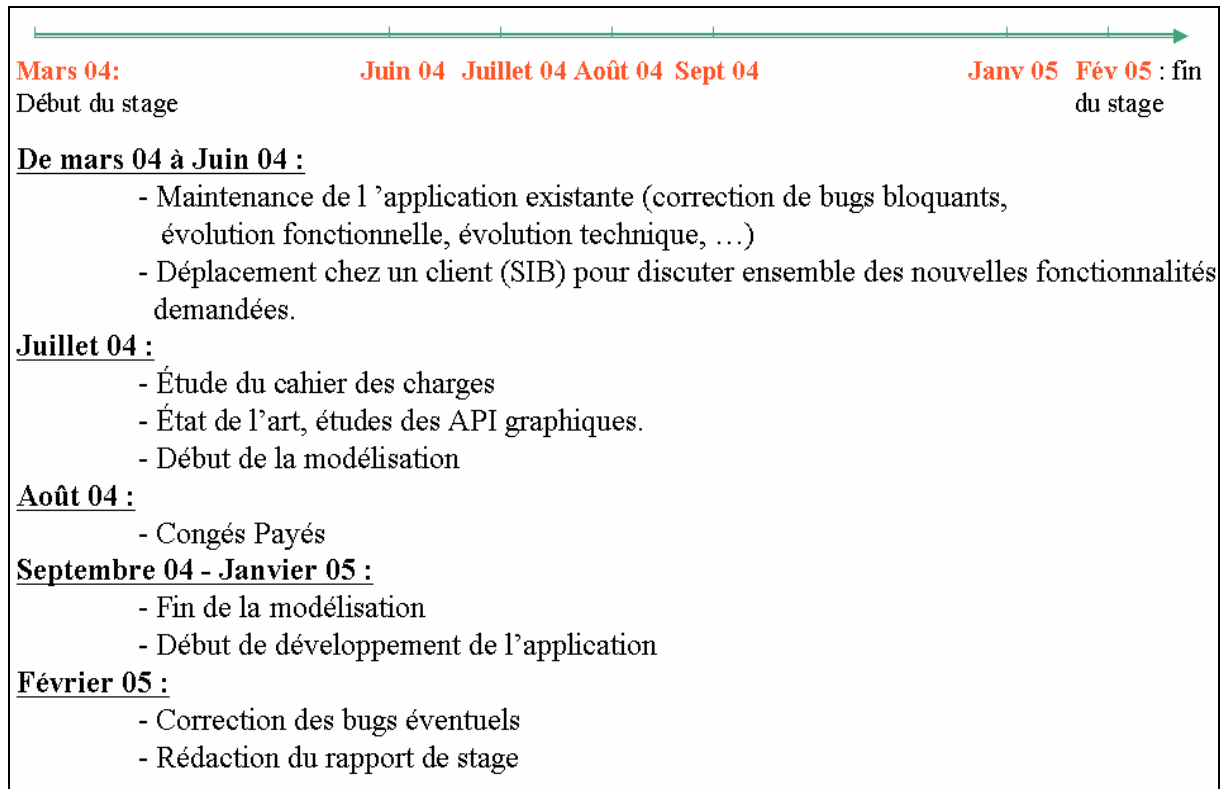 Mars 04: Juin 04 Juillet 04 Août 04 Sept 04 Janv 05 Fév 05 : fin
Début du stage du stage
De mars 04 à Juin 04 :
- Maintenance de l ’application existante (correction de bugs bloquants,
évolution fonctionnelle, évolution technique, …)
- Déplacement chez un client (SIB) pour discuter ensemble des nouvelles fonctionnalités
demandées.
Juillet 04 :
- Étude du cahier des charges
- État de l’art, études des API graphiques.
- Début de la modélisation
Août 04 :
- Congés Payés
Septembre 04 - Janvier 05 :
- Fin de la modélisation
- Début de développement de l’application
Février 05 :
- Correction des bugs éventuels
- Rédaction du rapport de stage